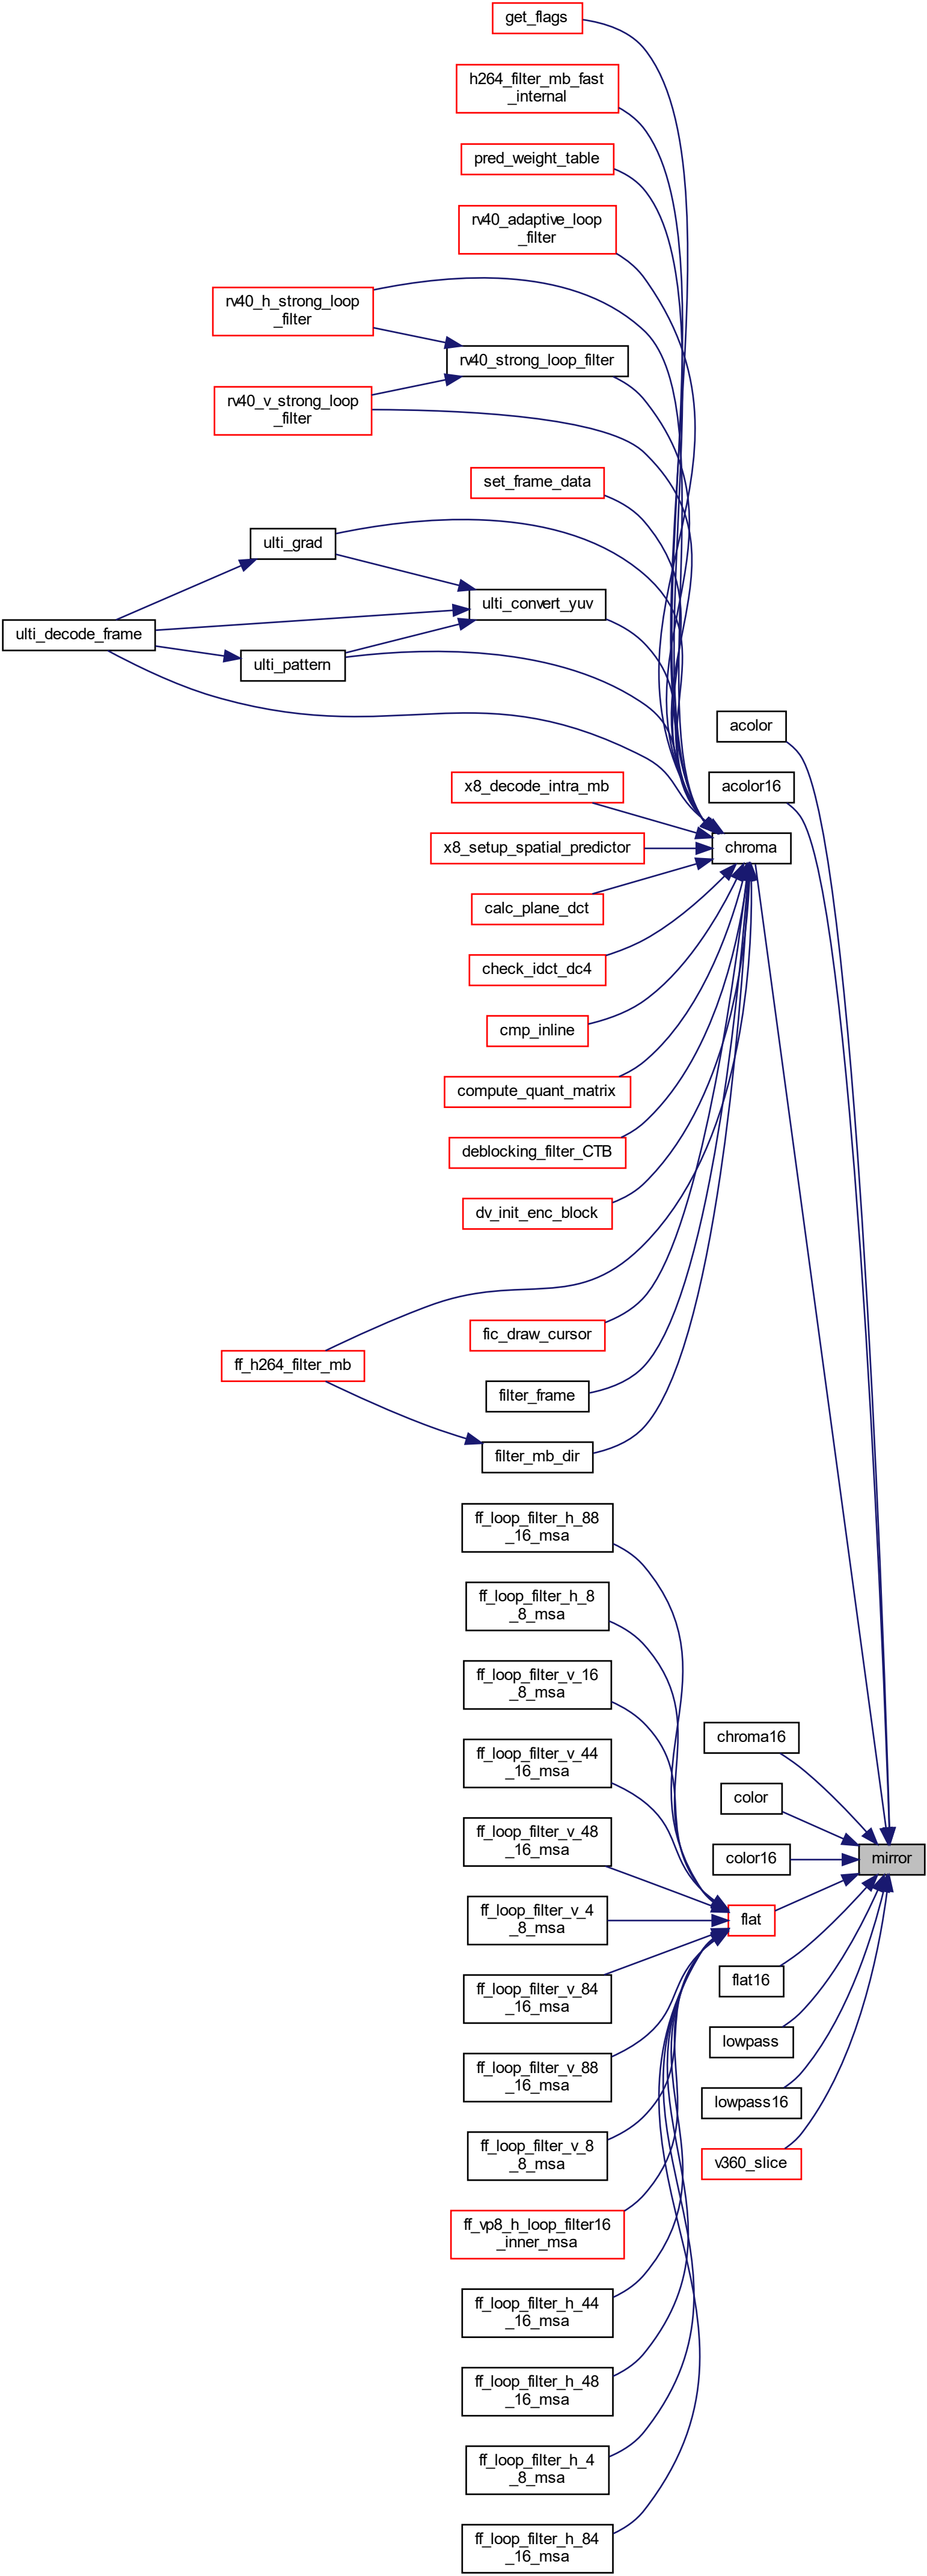 get_flags
h264_filter_mb_fast
_internal
pred_weight_table
rv40_adaptive_loop
_filter
rv40_h_strong_loop
_filter
rv40_strong_loop_filter
rv40_v_strong_loop
_filter
set_frame_data
ulti_grad
ulti_convert_yuv
ulti_decode_frame
ulti_pattern
acolor
x8_decode_intra_mb
acolor16
x8_setup_spatial_predictor
chroma
calc_plane_dct
check_idct_dc4
cmp_inline
compute_quant_matrix
deblocking_filter_CTB
dv_init_enc_block
fic_draw_cursor
ff_h264_filter_mb
filter_frame
filter_mb_dir
ff_loop_filter_h_88
_16_msa
ff_loop_filter_h_8
_8_msa
ff_loop_filter_v_16
_8_msa
chroma16
ff_loop_filter_v_44
_16_msa
color
ff_loop_filter_v_48
_16_msa
color16
mirror
ff_loop_filter_v_4
_8_msa
flat
ff_loop_filter_v_84
_16_msa
flat16
ff_loop_filter_v_88
_16_msa
lowpass
lowpass16
ff_loop_filter_v_8
_8_msa
v360_slice
ff_vp8_h_loop_filter16
_inner_msa
ff_loop_filter_h_44
_16_msa
ff_loop_filter_h_48
_16_msa
ff_loop_filter_h_4
_8_msa
ff_loop_filter_h_84
_16_msa